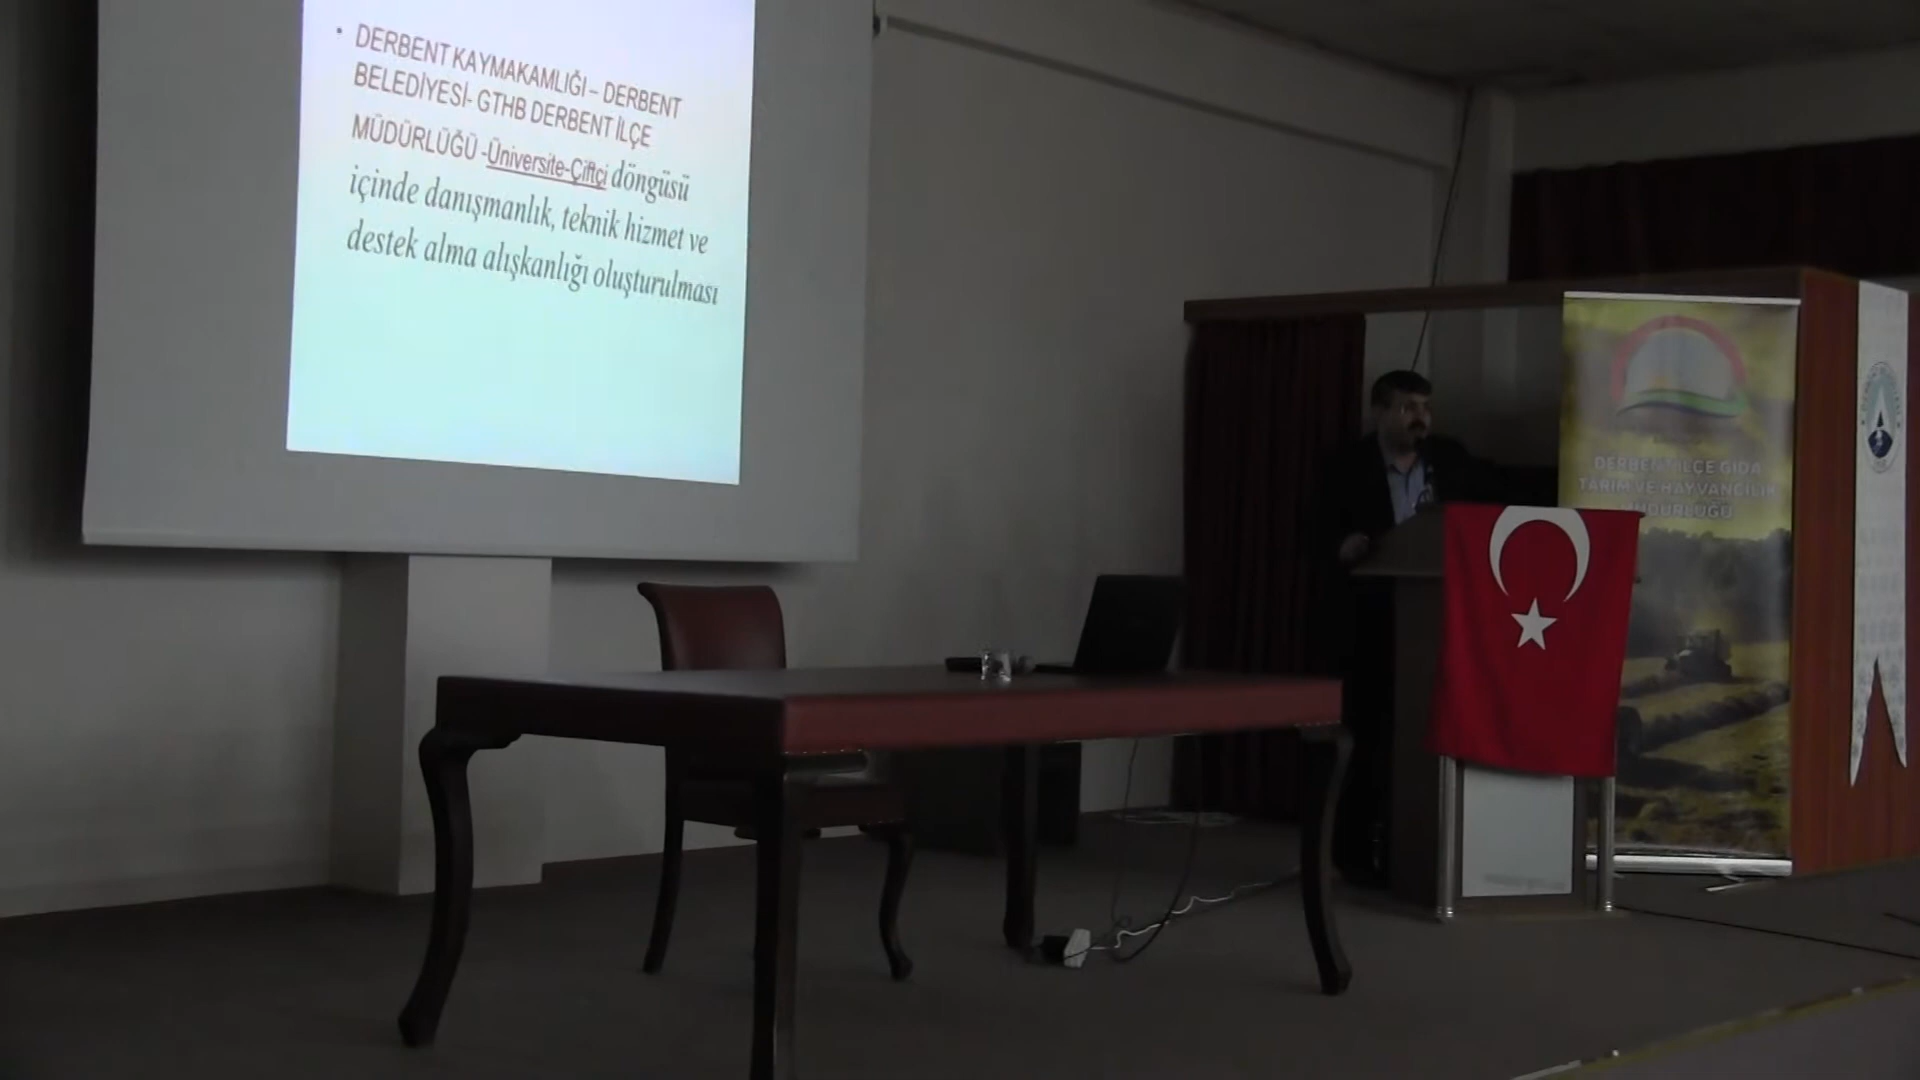 • DERBENT KAYMAKAMLIĞI – DERBENT
BELEDİYESİ- GTHB DERBENT İLÇE
MÜDÜRLÜĞÜ -Üniversite-Çiftçi döngüsü
içinde danışmanlık, teknik hizmet ve
destek alma alışkanlığı oluşturulması
DERBENT İLÇE GIDA
TARIM VE HAYVANCILIK
MÜDÜRLÜĞÜ